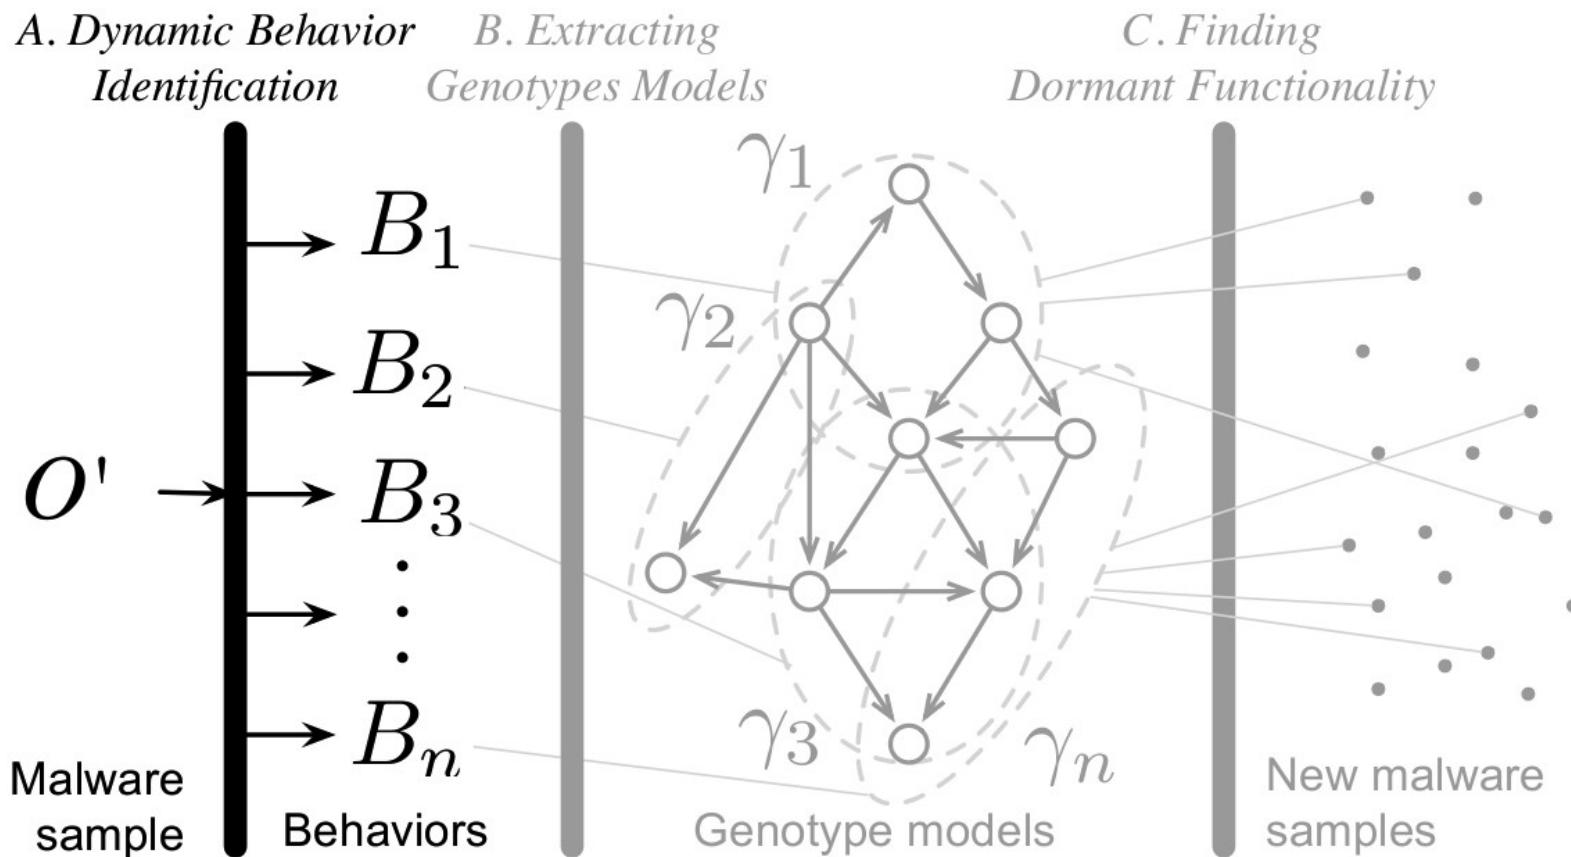 A. Dynamic Behavior
Identification
B. Extracting
Genotypes Models
C. Finding
Dormant Functionality
γ1
B1
γ2
B2
O'
B3
Bn
γ3
γn
Malware
sample
Behaviors
Genotype models
New malware
samples